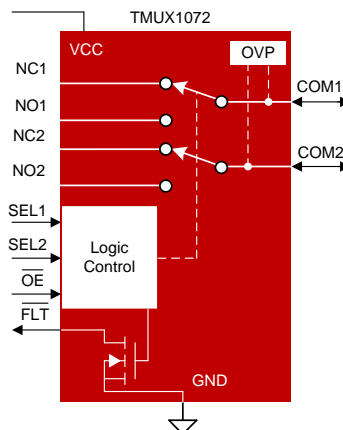 TMUX1072
VCC
OVP
NC1
COM1
NO1
NC2
COM2
NO2
SEL1
SEL2
Logic
Control
OE
FLT
GND